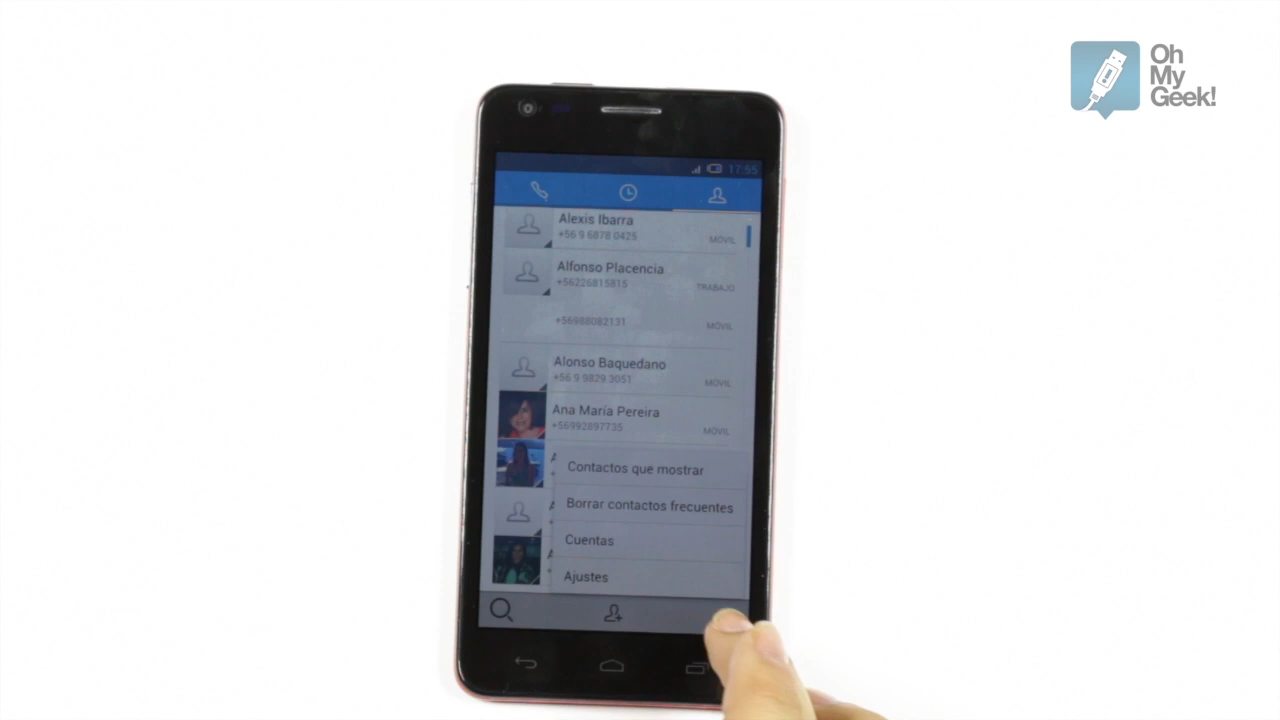 Oh
My
Geek!
17:55
Alexis Ibarra
+56 9 6878 0425
MÓVIL
Alfonso Placencia
+56226815815
TRABAJO
+56988082131
MÓVIL
Alonso Baquedano
+56 9 9829 3051
MÓVIL
Ana María Pereira
+56992897735
MÓVIL
Contactos que mostrar
Borrar contactos frecuentes
Cuentas
Ajustes